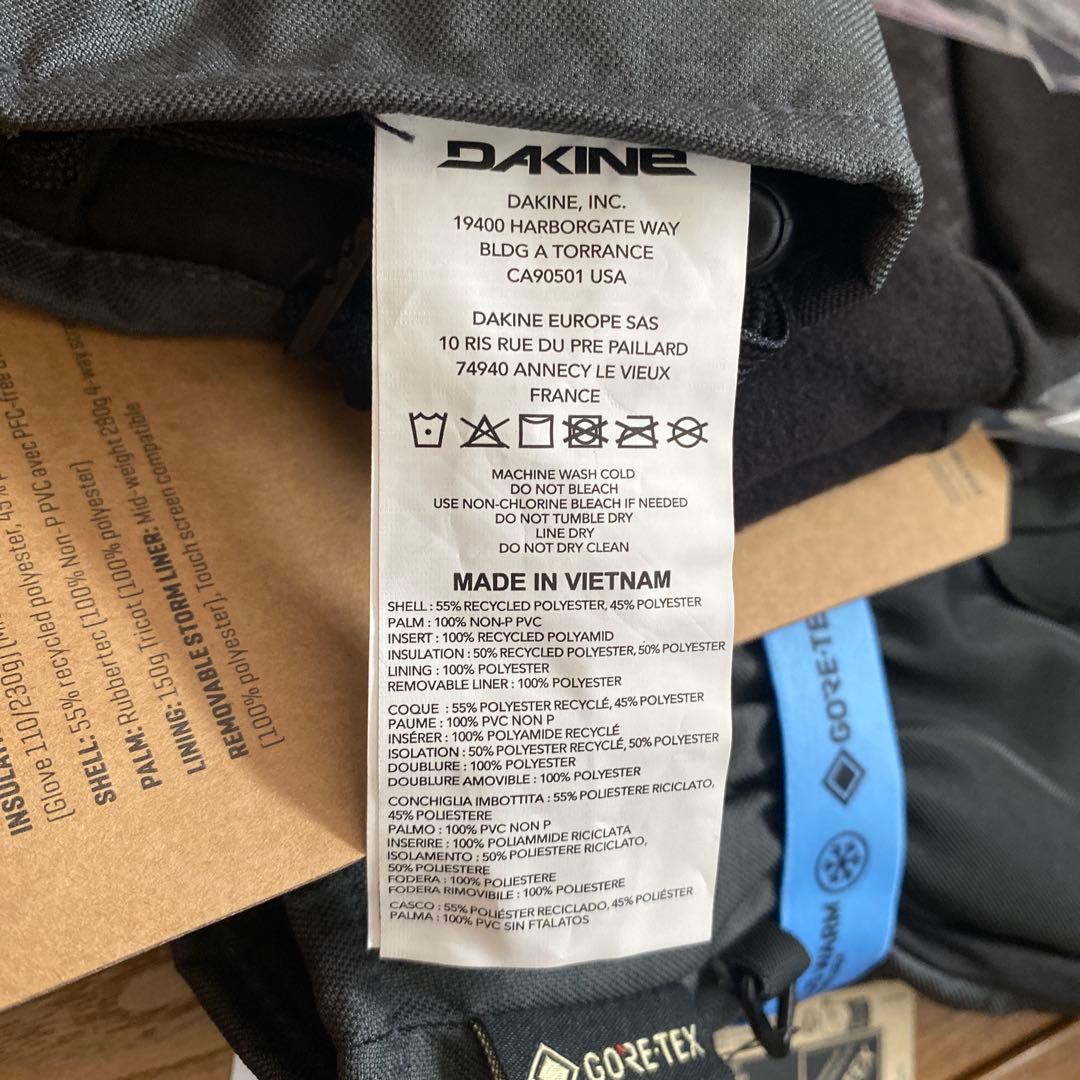 DAKINE
DAKINE, INC.
19400 HARBORGATE WAY
BLDG A TORRANCE
CA90501 USA
DAKINE EUROPE SAS
10 RIS RUE DU PRE PAILLARD
74940 ANNECY LE VIEUX
FRANCE
MACHINE WASH COLD
DO NOT BLEACH
USE NON-CHLORINE BLEACH IF NEEDED
DO NOT TUMBLE DRY
LINE DRY
DO NOT DRY CLEAN
MADE IN VIETNAM
SHELL : 55% RECYCLED POLYESTER, 45% POLYESTER
PALM : 100% NON-P PVC
INSERT : 100% RECYCLED POLYAMID
INSULATION : 50% RECYCLED POLYESTER, 50% POLYESTER
LINING : 100% POLYESTER
REMOVABLE LINER : 100% POLYESTER
COQUE : 55% POLYESTER RECYCLÉ, 45% POLYESTER
PAUME : 100% PVC NON P
INSÉRER : 100% POLYAMIDE RECYCLÉ
ISOLATION : 50% POLYESTER RECYCLÉ, 50% POLYESTER
DOUBLURE : 100% POLYESTER
DOUBLURE AMOVIBLE : 100% POLYESTER
CONCHIGLIA IMBOTTITA : 55% POLIESTERE RICICLATO,
45% POLIESTERE
PALMO : 100% PVC NON P
INSERIRE : 100% POLIAMMIDE RICICLATA
ISOLAMENTO : 50% POLIESTERE RICICLATO,
50% POLIESTERE
FODERA : 100% POLIESTERE
FODERA RIMOVIBILE : 100% POLIESTERE
CASCO : 55% POLIÉSTER RECICLADO, 45% POLIÉSTER
PALMA : 100% PVC SIN FTALATOS
[Glove 110/230g]
SHELL: 55% recycled polyester, 45%
PALM: Rubbertec [100% Non-P PVC avec PFC-free
LINING: 150g Tricot [100% polyester]
REMOVABLE STORM LINER: Mid-weight 280g 4-way
[100% polyester], Touch screen compatible
GORE-TEX
WARM
GORE-TEX